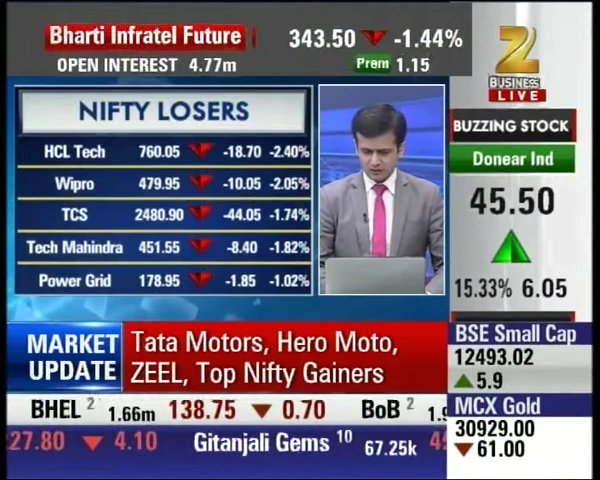 Bharti Infratel Future 343.50 -1.44%
OPEN INTEREST 4.77m Prem 1.15
Z
BUSINESS
LIVE
NIFTY LOSERS
HCL Tech 760.05 -18.70 -2.40%
Wipro 479.95 -10.05 -2.05%
TCS 2480.90 -44.05 -1.74%
Tech Mahindra 451.55 -8.40 -1.82%
Power Grid 178.95 -1.85 -1.02%
BUZZING STOCK
Donear Ind
45.50
15.33% 6.05
MARKET UPDATE
Tata Motors, Hero Moto,
ZEEL, Top Nifty Gainers
BSE Small Cap
12493.02
5.9
MCX Gold
30929.00
61.00
BHEL 2 1.66m 138.75 0.70 BoB 2 1.9
27.80 4.10 Gitanjali Gems 10 67.25k